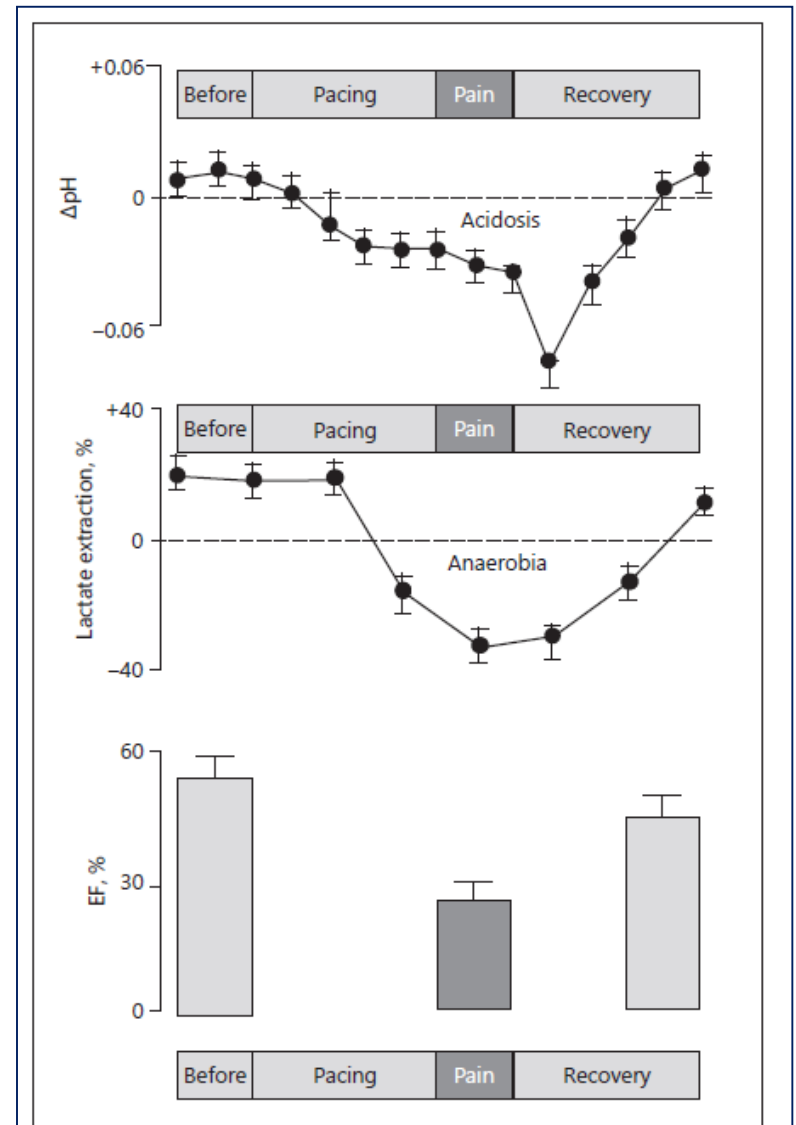 +0.06
Before Pacing Pain Recovery
ΔpH
0
Acidosis
−0.06
+40
Before Pacing Pain Recovery
Lactate extraction, %
0
Anaerobia
−40
60
EF, %
30
0
Before Pacing Pain Recovery